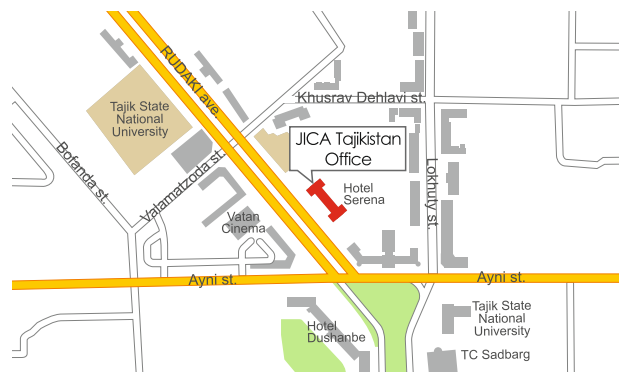 RUDAKI ave.
Tajik State
National
University
Khusrav Dehlavi st.
JICA Tajikistan
Office
Bofanda st.
Valamatzoda st.
Lokhuty st.
Hotel
Serena
Vatan
Cinema
Ayni st.
Ayni st.
Tajik State
National
University
Hotel
Dushanbe
TC Sadbarg